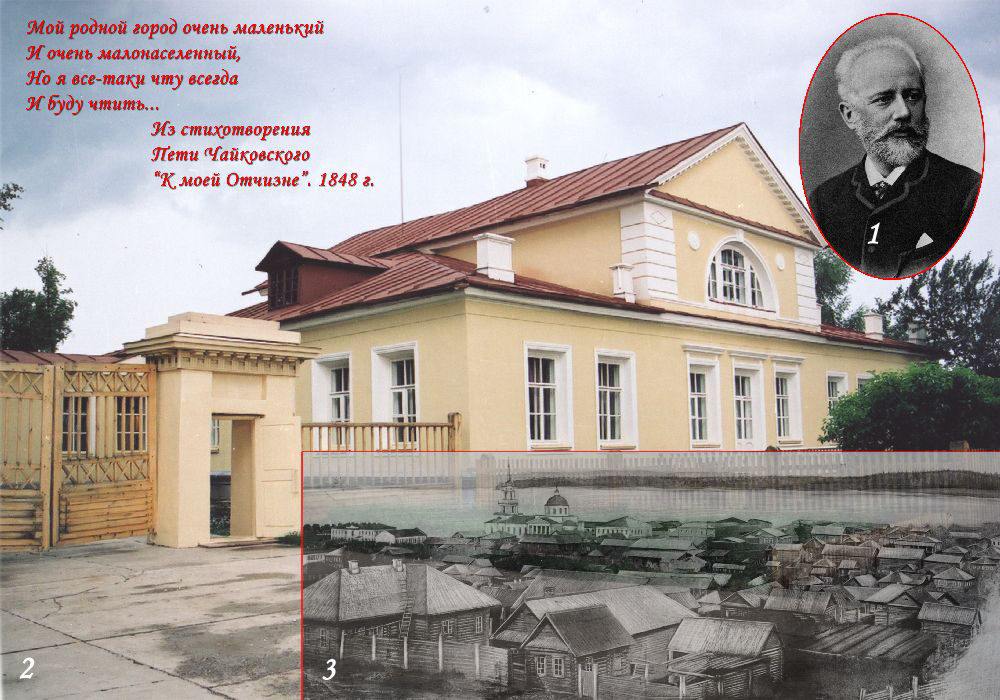 Мой родной город очень маленький
И очень малонаселенный,
Но я все-таки чту всегда
И буду чтить...
Из стихотворения
Пети Чайковского
"К моей Отчизне". 1848 г.
1
2
3